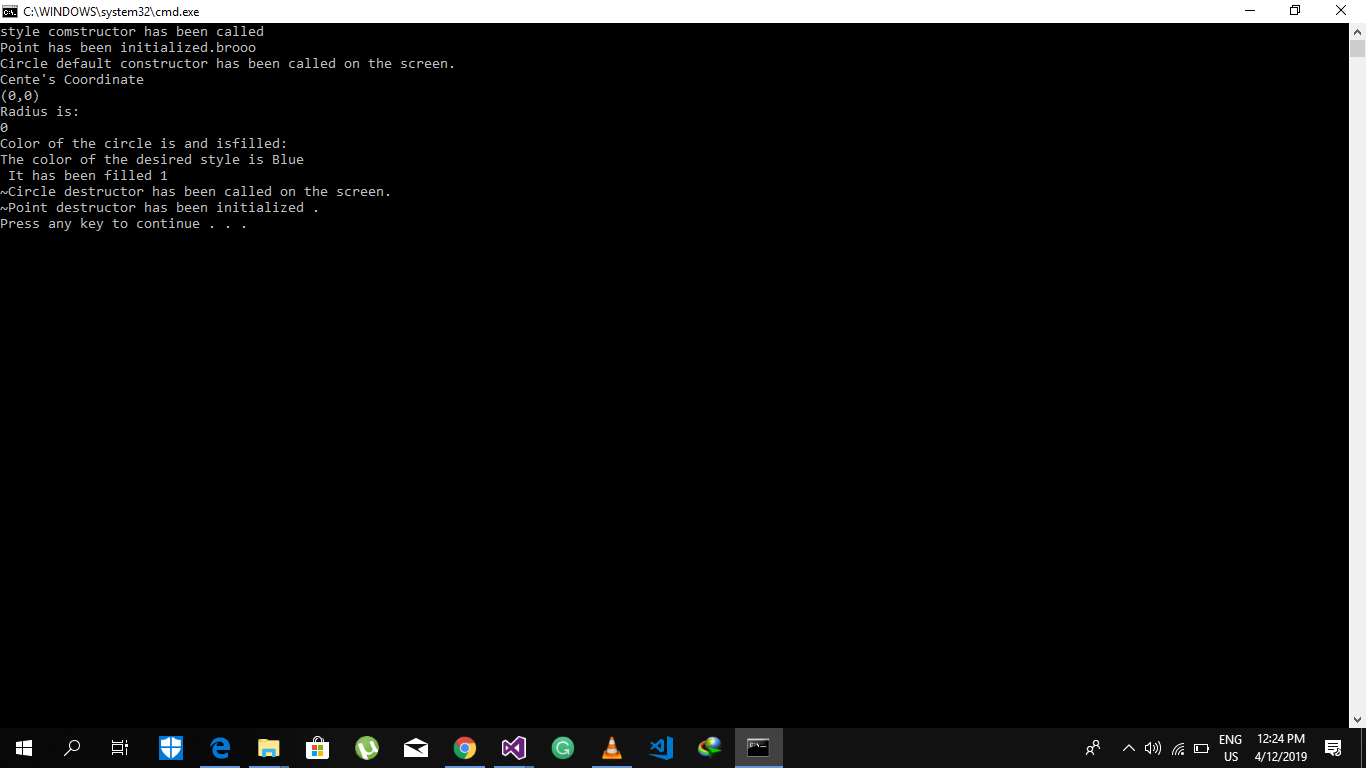 C:\WINDOWS\system32\cmd.exe
style comstructor has been called
Point has been initialized.brooo
Circle default constructor has been called on the screen.
Cente's Coordinate
(0,0)
Radius is:
0
Color of the circle is and isfilled:
The color of the desired style is Blue
 It has been filled 1
~Circle destructor has been called on the screen.
~Point destructor has been initialized .
Press any key to continue . . .
ENG
US
12:24 PM
4/12/2019